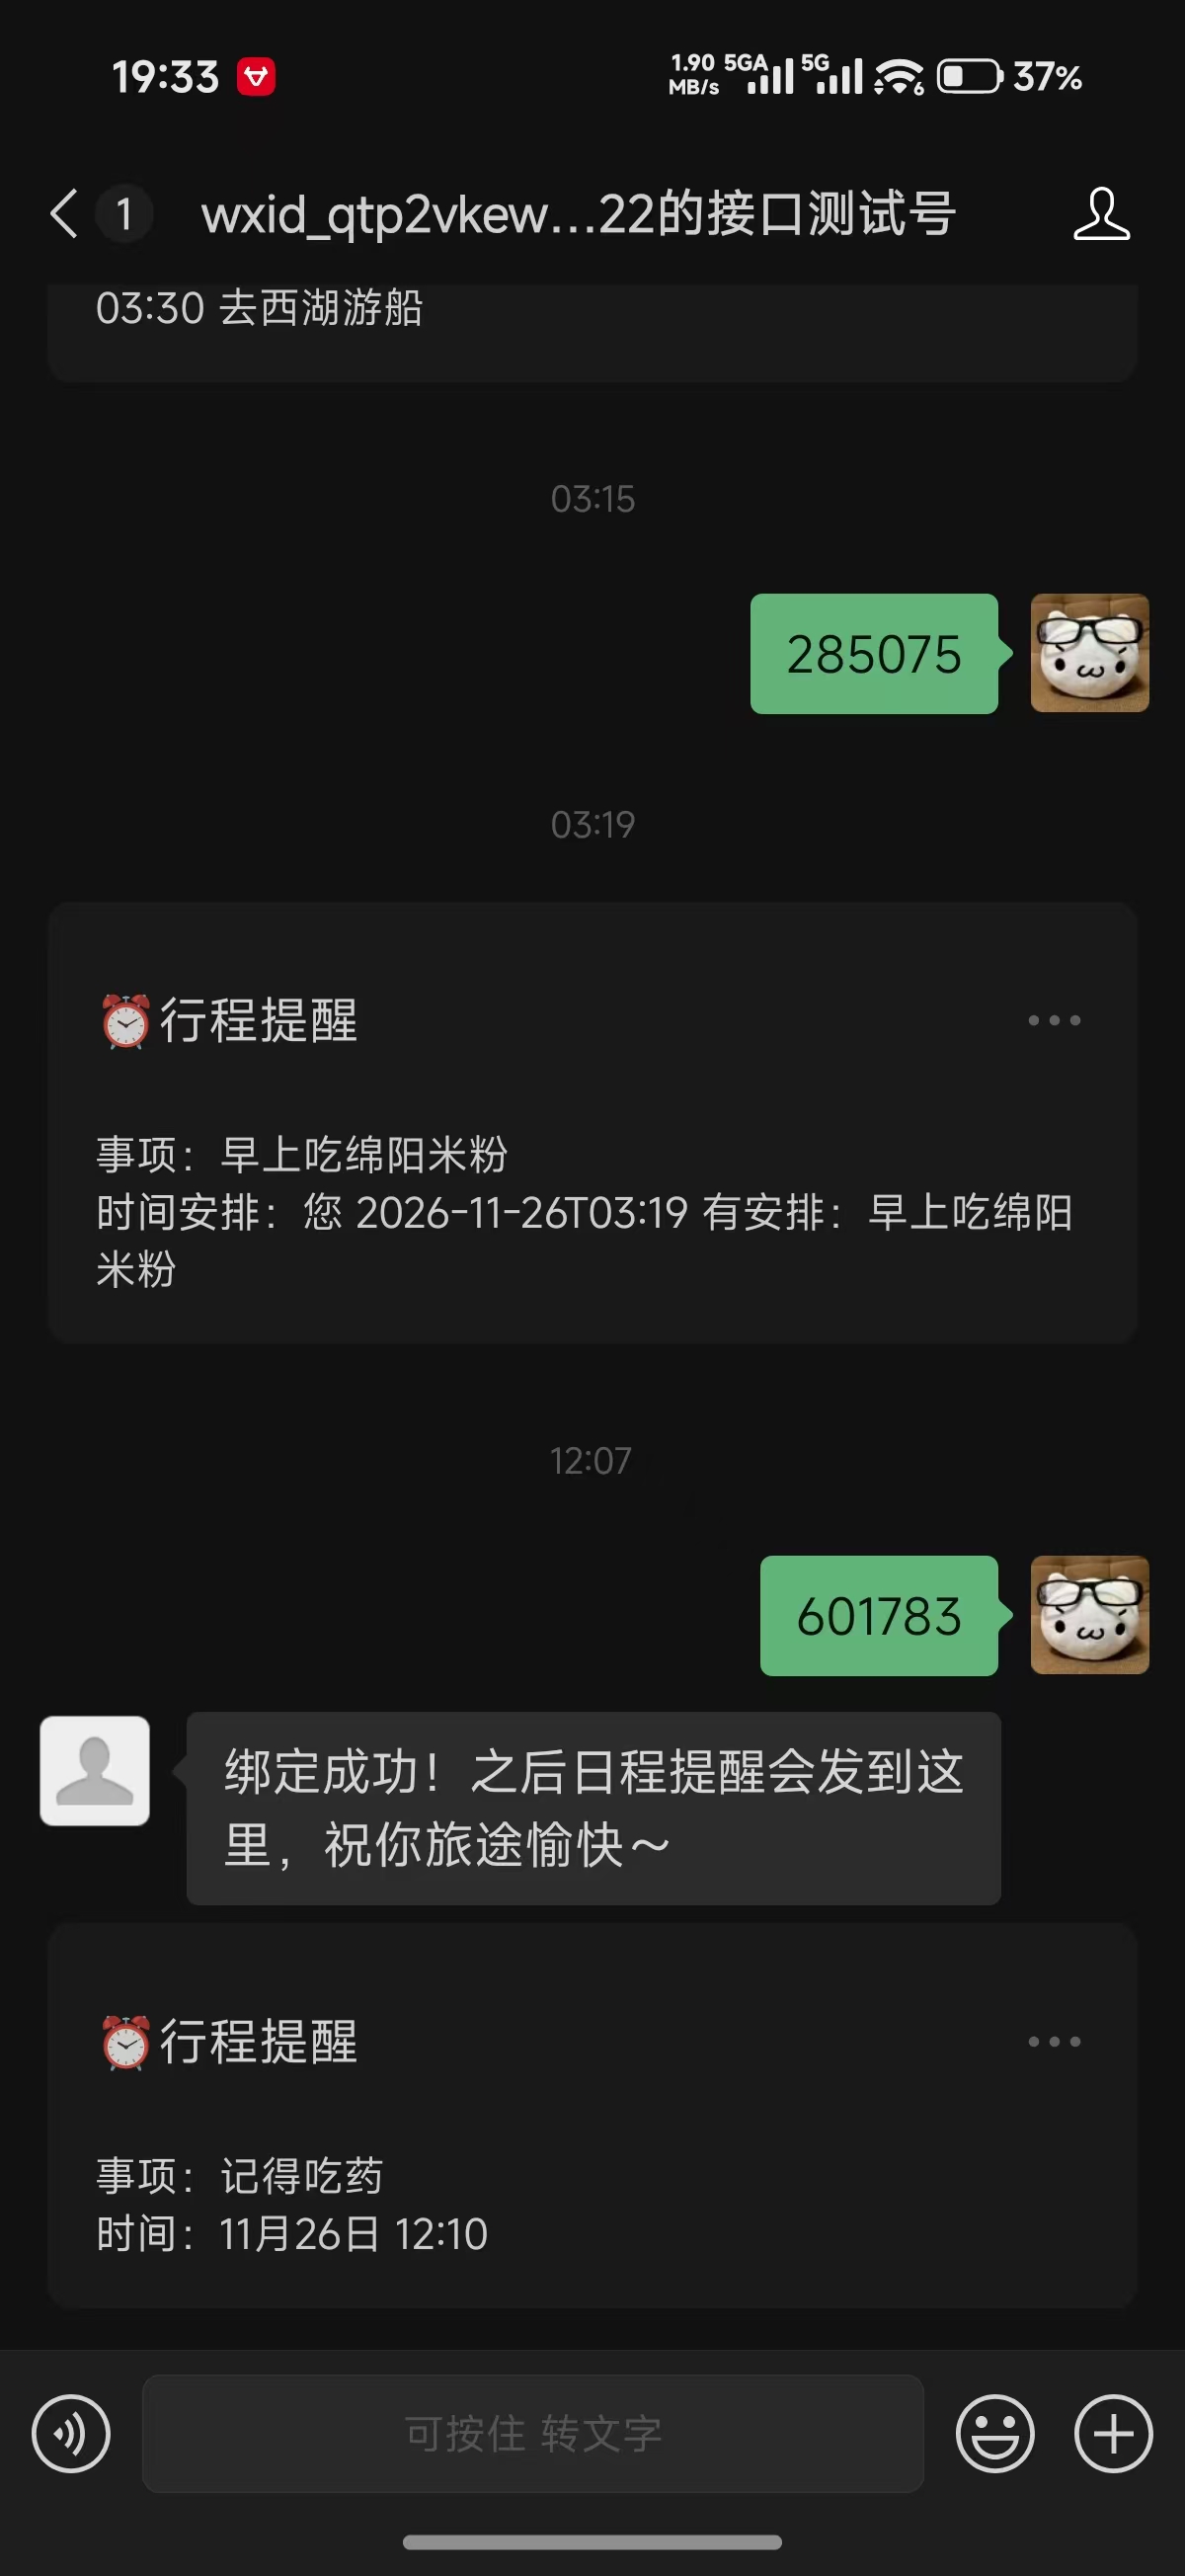 19:33
1.90 MB/s 5GA 5G 6 37%
1 wxid_qtp2vkew...22的接口测试号
03:30 去西湖游船
03:15
285075
03:19
⏰行程提醒
事项：早上吃绵阳米粉
时间安排：您 2026-11-26T03:19 有安排：早上吃绵阳
米粉
12:07
601783
绑定成功！之后日程提醒会发到这
里，祝你旅途愉快～
⏰行程提醒
事项：记得吃药
时间：11月26日 12:10
可按住 转文字